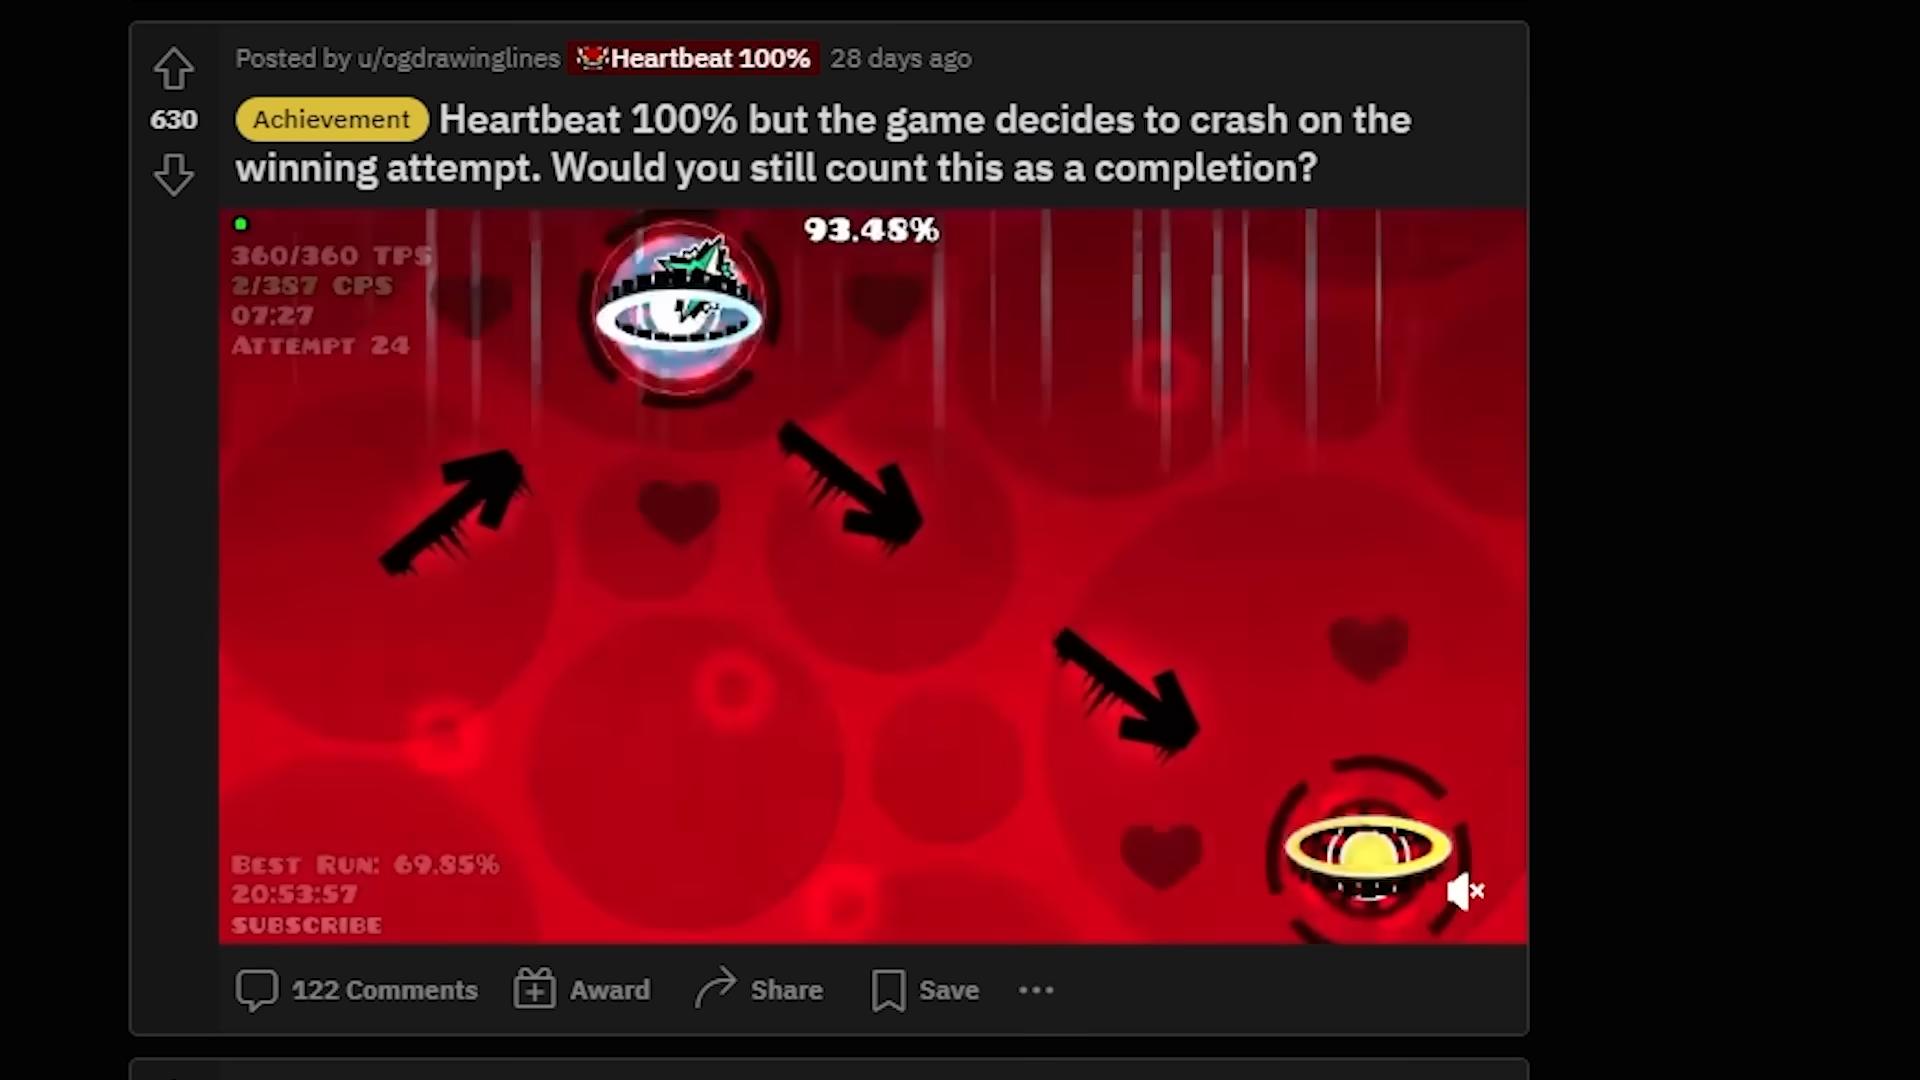 Posted by u/ogdrawinglines Heartbeat 100% 28 days ago
630
Achievement Heartbeat 100% but the game decides to crash on the
winning attempt. Would you still count this as a completion?
93.48%
360/360 TPS
2/387 CPS
07:27
ATTEMPT 24
BEST RUN: 69.85%
20:53:57
SUBSCRIBE
122 Comments Award Share Save